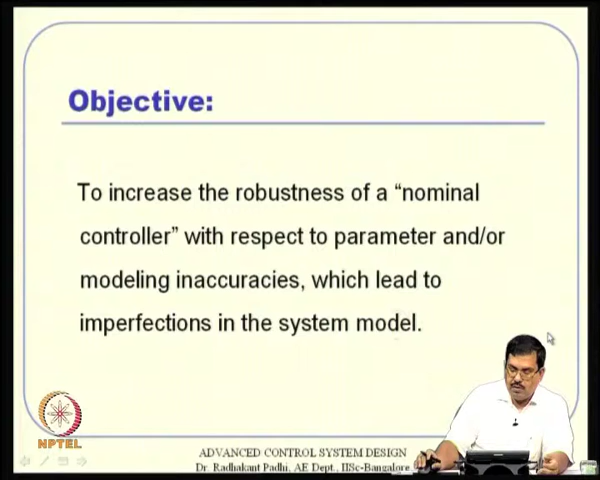 Objective:
To increase the robustness of a “nominal
controller” with respect to parameter and/or
modeling inaccuracies, which lead to
imperfections in the system model.
NPTEL
ADVANCED CONTROL SYSTEM DESIGN
Dr. Radhakant Padhi, AE Dept., IISc-Bangalore